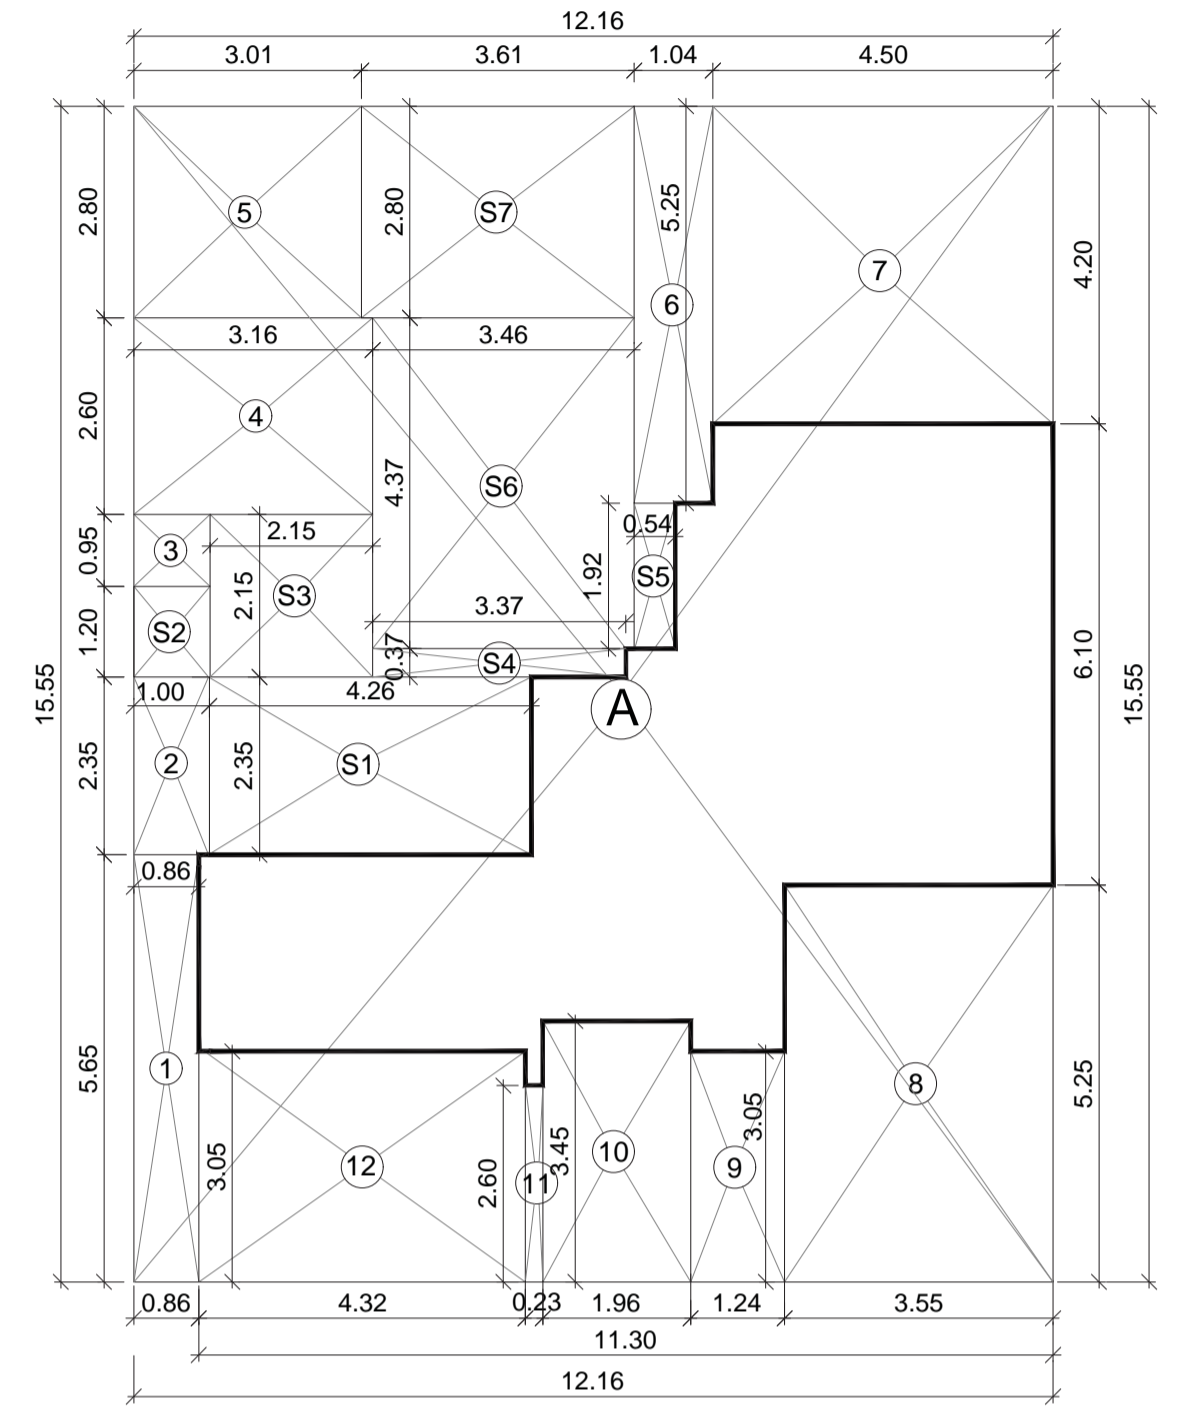 12.16
3.01 3.61 1.04 4.50
2.80 5 2.80 S7 5.25 6 7 4.20
3.16 3.46
2.60 4 4.37 S6
0.95 3 2.15 0.54
1.20 S2 2.15 S3 1.92 S5
3.37
15.55 0.37 S4 6.10 15.55
1.00 4.26 A
2.35 2 2.35 S1
0.86
5.65 1 3.05 12 2.60 11 3.45 10 9 3.05 8 5.25
0.86 4.32 0.23 1.96 1.24 3.55
11.30
12.16